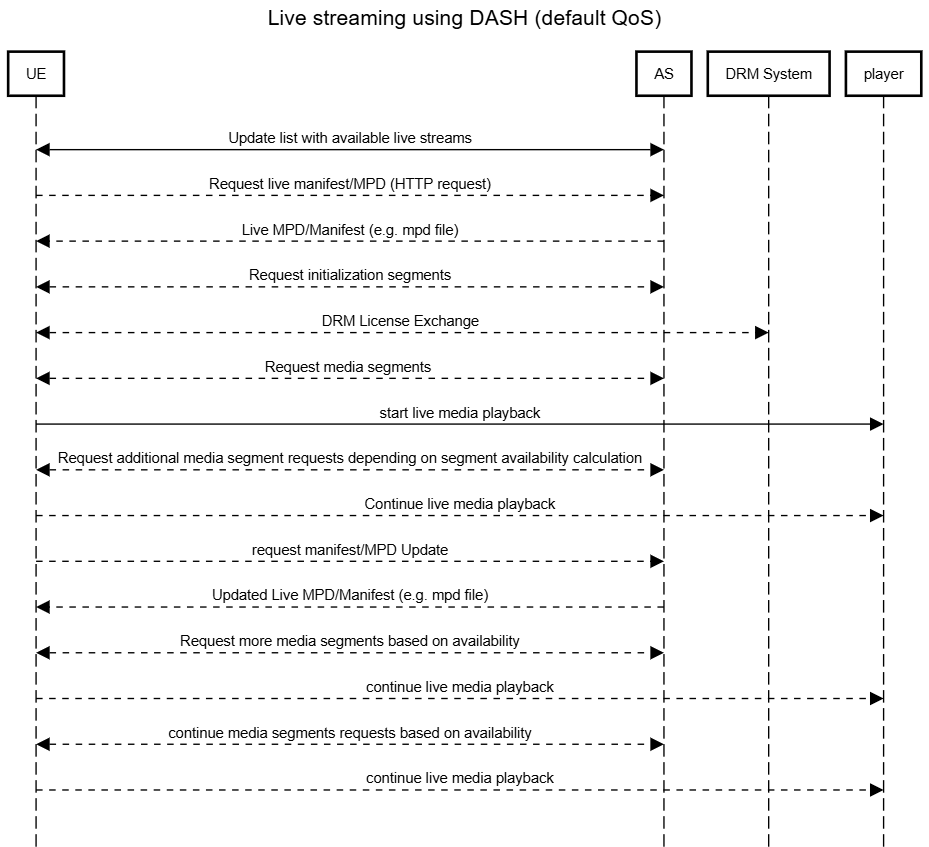 Live streaming using DASH (default QoS)
UE
AS
DRM System
player
Update list with available live streams
Request live manifest/MPD (HTTP request)
Live MPD/Manifest (e.g. mpd file)
Request initialization segments
DRM License Exchange
Request media segments
start live media playback
Request additional media segment requests depending on segment availability calculation
Continue live media playback
request manifest/MPD Update
Updated Live MPD/Manifest (e.g. mpd file)
Request more media segments based on availability
continue live media playback
continue media segments requests based on availability
continue live media playback